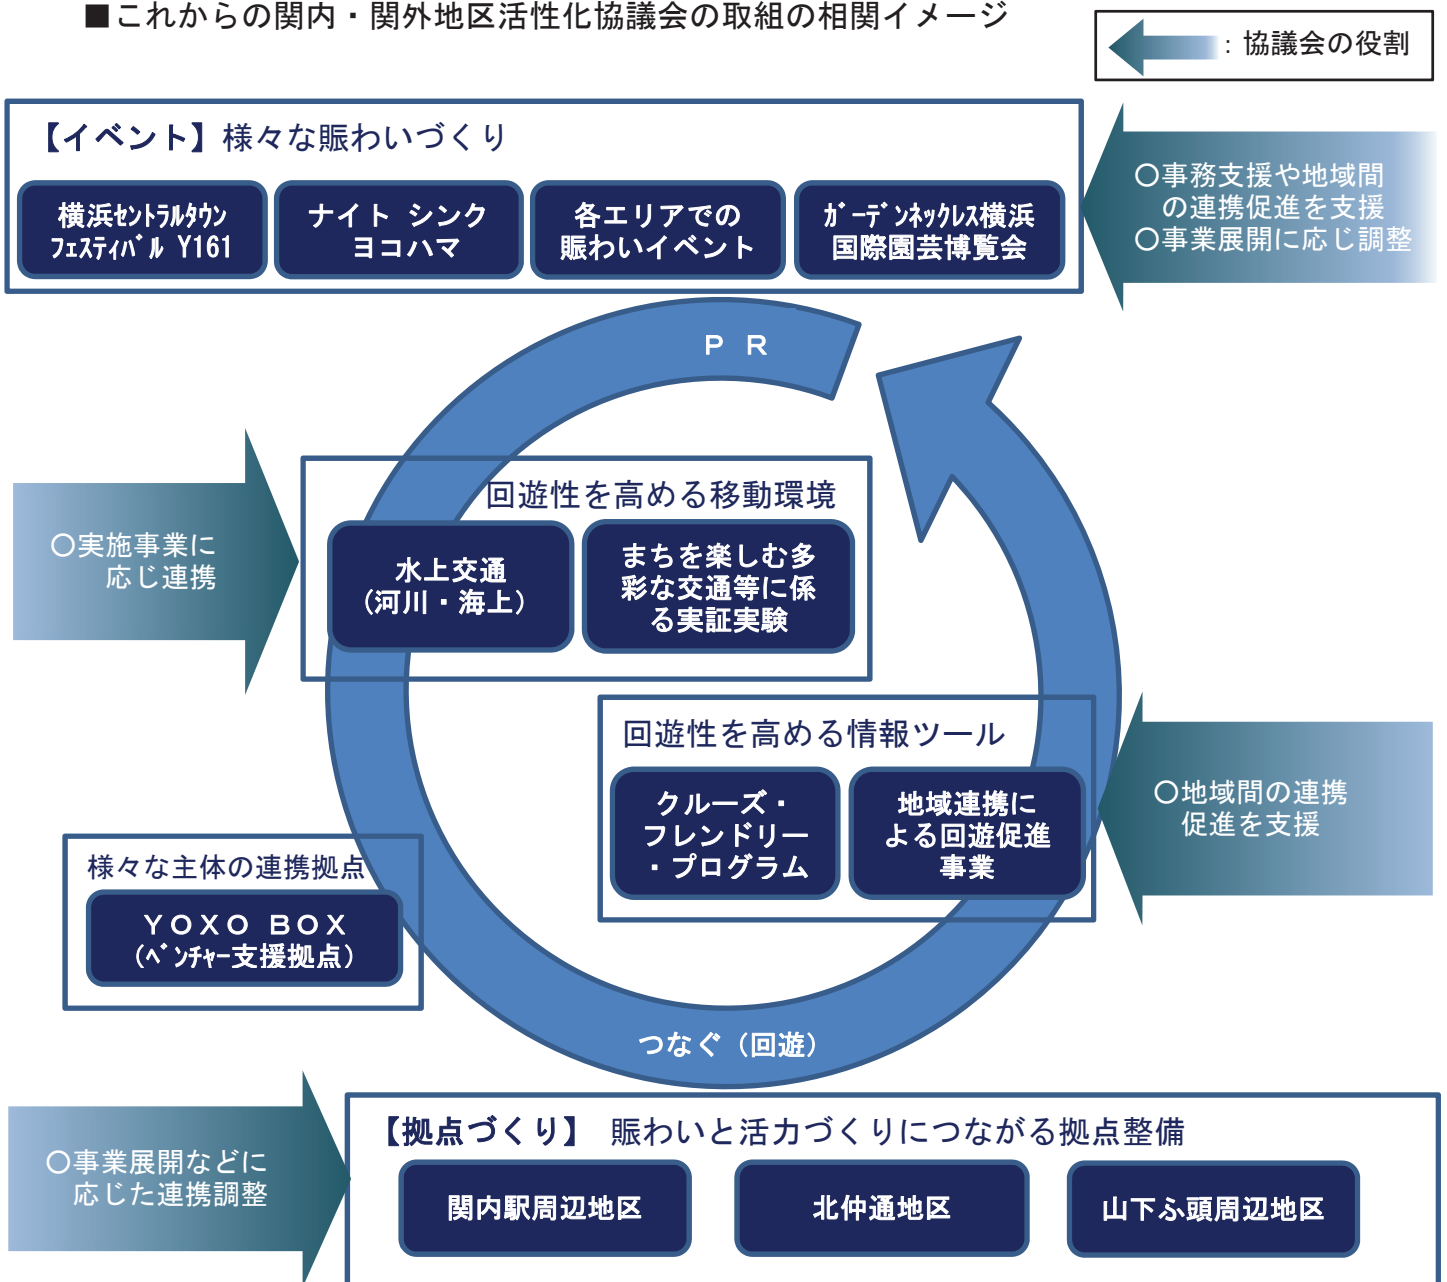 ■これからの関内・関外地区活性化協議会の取組の相関イメージ
：協議会の役割
【イベント】様々な賑わいづくり
横浜ｾﾝﾄﾗﾙﾀｳﾝ
ﾌｪｽﾃｨﾊﾞﾙ Y161
ナイト シンク
ヨコハマ
各エリアでの
賑わいイベント
ｶﾞｰﾃﾞﾝﾈｯｸﾚｽ横浜
国際園芸博覧会
○事務支援や地域間
の連携促進を支援
○事業展開に応じ調整
ＰＲ
○実施事業に
応じ連携
回遊性を高める移動環境
水上交通
（河川・海上）
まちを楽しむ多
彩な交通等に係
る実証実験
回遊性を高める情報ツール
クルーズ・
フレンドリー
・プログラム
地域連携に
よる回遊促進
事業
○地域間の連携
促進を支援
様々な主体の連携拠点
ＹＯＸＯ ＢＯＸ
（ﾍﾞﾝﾁｬｰ支援拠点）
つなぐ（回遊）
○事業展開などに
応じた連携調整
【拠点づくり】 賑わいと活力づくりにつながる拠点整備
関内駅周辺地区
北仲通地区
山下ふ頭周辺地区